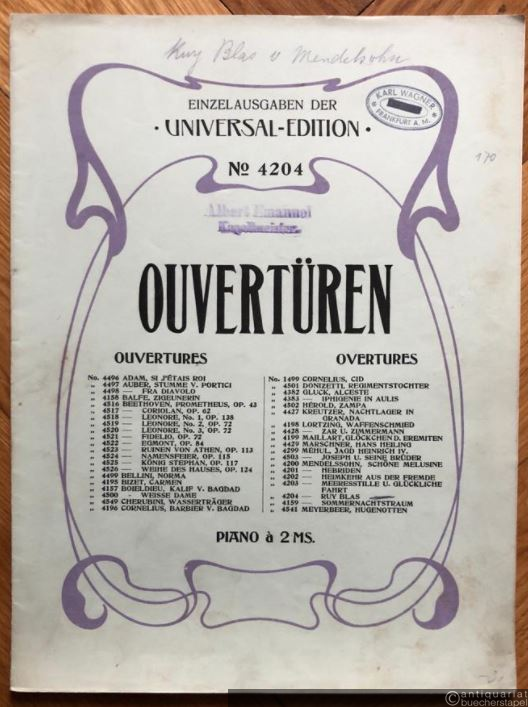 Ruy Blas v Mendelsohn
EINZELAUSGABEN DER
· UNIVERSAL-EDITION ·
KARL WAGNER
FRANKFURT A. M.
No 4204
170
Albert Emanuel
Kapellmeister.
OUVERTÜREN
OUVERTURES
No. 4496 ADAM, SI J'ÉTAIS ROI
„ 4497 AUBER, STUMME V. PORTICI
„ 4498 — FRA DIAVOLO
„ 4158 BALFE, ZIGEUNERIN
„ 4516 BEETHOVEN, PROMETHEUS, OP. 43
„ 4517 — CORIOLAN, OP. 62
„ 4518 — LEONORE, No. 1, OP. 138
„ 4519 — LEONORE, No. 2, OP. 72
„ 4520 — LEONORE, No. 3, OP. 72
„ 4521 — FIDELIO, OP. 72
„ 4522 — EGMONT, OP. 84
„ 4523 — RUINEN VON ATHEN, OP. 113
„ 4524 — NAMENSFEIER, OP. 115
„ 4525 — KÖNIG STEPHAN, OP. 117
„ 4526 — WEIHE DES HAUSES, OP. 124
„ 4499 BELLINI, NORMA
„ 4195 BIZET, CARMEN
„ 4157 BOIELDIEU, KALIF V. BAGDAD
„ 4500 — WEISSE DAME
„ 4549 CHERUBINI, WASSERTRÄGER
„ 4196 CORNELIUS, BARBIER V. BAGDAD
OVERTURES
No. 1499 CORNELIUS, CID
„ 4501 DONIZETTI, REGIMENTSTOCHTER
„ 4382 GLUCK, ALCESTE
„ 4383 — IPHIGENIE IN AULIS
„ 4502 HÉROLD, ZAMPA
„ 4427 KREUTZER, NACHTLAGER IN
GRANADA
„ 4198 LORTZING, WAFFENSCHMIED
„ 4428 — ZAR U. ZIMMERMANN
„ 4199 MAILLART, GLÖCKCHEN D. EREMITEN
„ 4429 MARSCHNER, HANS HEILING
„ 4299 MÉHUL, JAGD HEINRICH IV.
„ 4503 — JOSEPH U. SEINE BRÜDER
„ 4200 MENDELSSOHN, SCHÖNE MELUSINE
„ 4201 — HEBRIDEN
„ 4202 — HEIMKEHR AUS DER FREMDE
„ 4203 — MEERESSTILLE U. GLÜCKLICHE
FAHRT
„ 4204 — RUY BLAS
„ 4159 — SOMMERNACHTSTRAUM
„ 4541 MEYERBEER, HUGENOTTEN
PIANO à 2 MS.
©antiquariat
buecherstapel